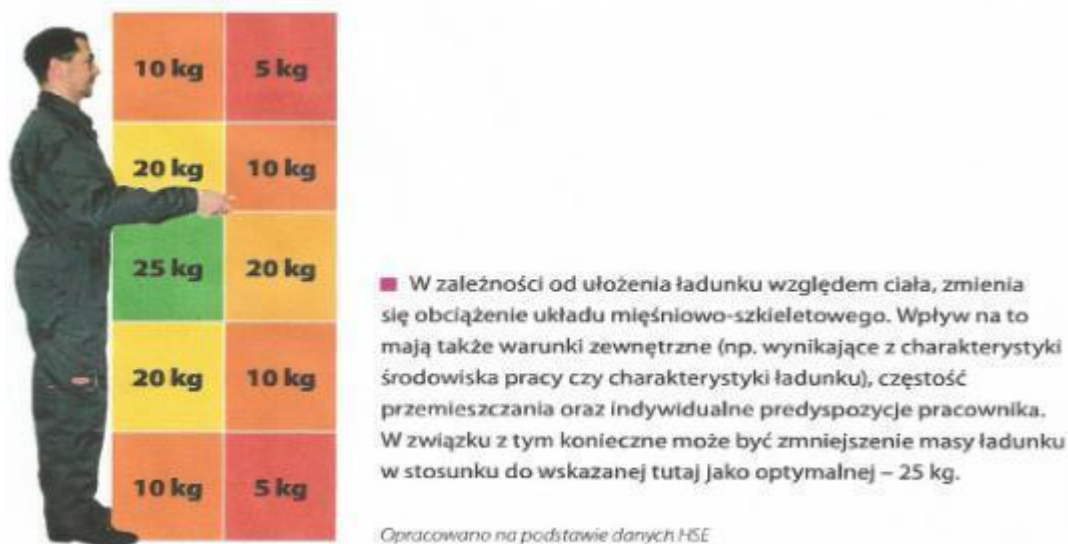 10 kg 5 kg
20 kg 10 kg
25 kg 20 kg
20 kg 10 kg
10 kg 5 kg
W zależności od ułożenia ładunku względem ciała, zmienia
się obciążenie układu mięśniowo-szkieletowego. Wpływ na to
mają także warunki zewnętrzne (np. wynikające z charakterystyki
środowiska pracy czy charakterystyki ładunku), częstość
przemieszczania oraz indywidualne predyspozycje pracownika.
W związku z tym konieczne może być zmniejszenie masy ładunku
w stosunku do wskazanej tutaj jako optymalnej – 25 kg.
Opracowano na podstawie danych HSE